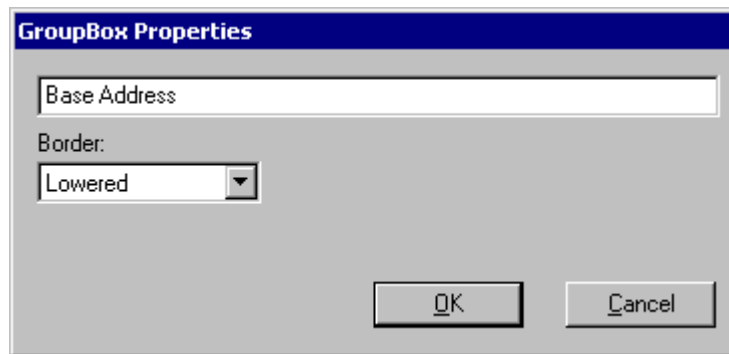 GroupBox Properties
Base Address
Border:
Lowered
OK Cancel